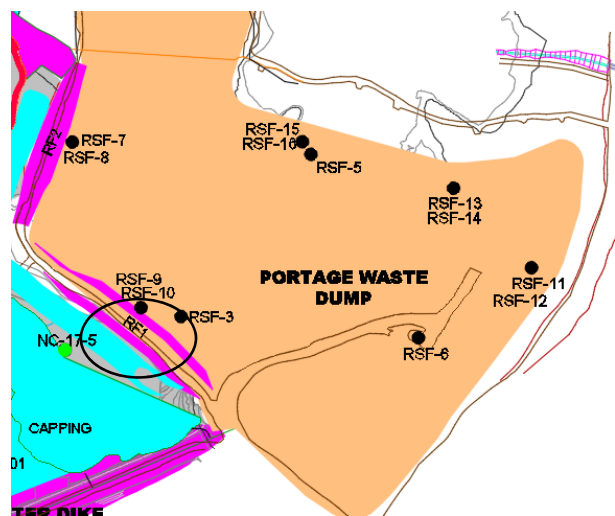 RSF-15
RSF-16
RSF-5
RSF-7
RSF-8
RF2
RSF-13
RSF-14
RSF-9
RSF-10
RSF-3
RF1
PORTAGE WASTE
DUMP
RSF-11
RSF-12
RSF-6
NC-17-5
CAPPING
01
TER DIKE